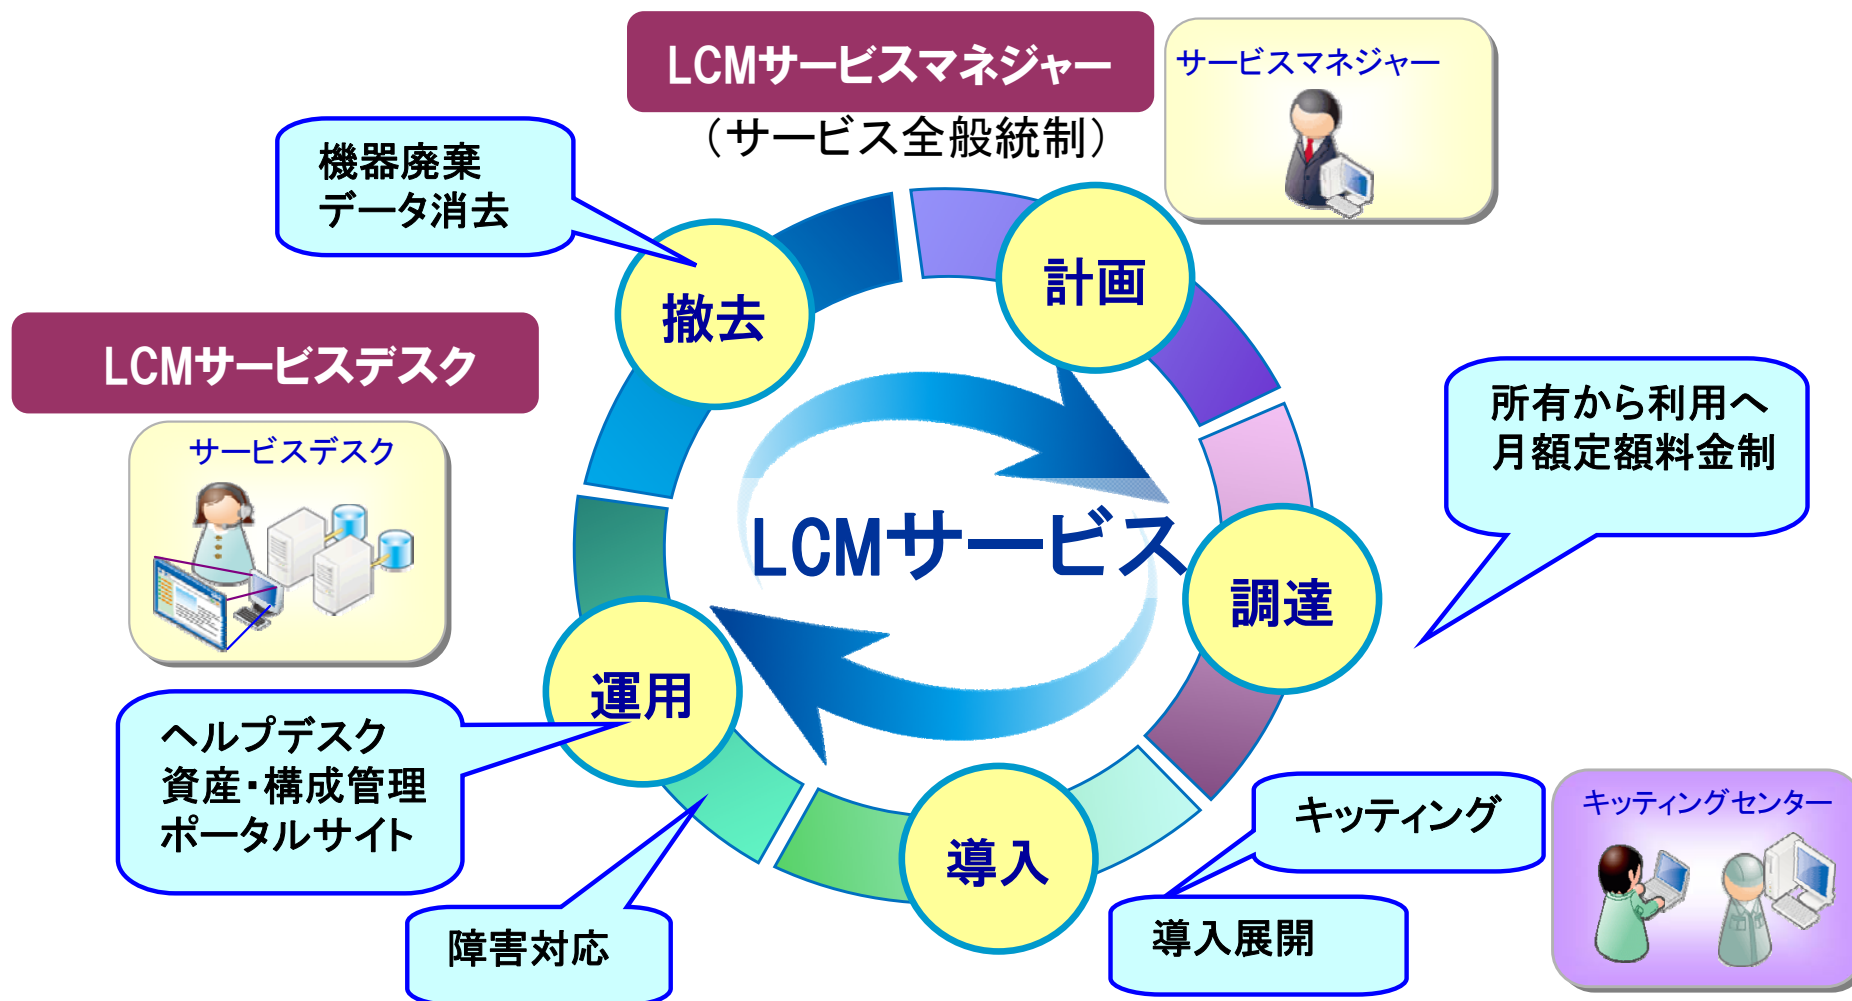 LCMサービスマネジャー
(サービス全般統制)
サービスマネジャー
機器廃棄
データ消去
計画
撤去
LCMサービスデスク
サービスデスク
所有から利用へ
月額定額料金制
LCMサービス
調達
運用
ヘルプデスク
資産・構成管理
ポータルサイト
導入
キッティング
キッティングセンター
障害対応
導入展開